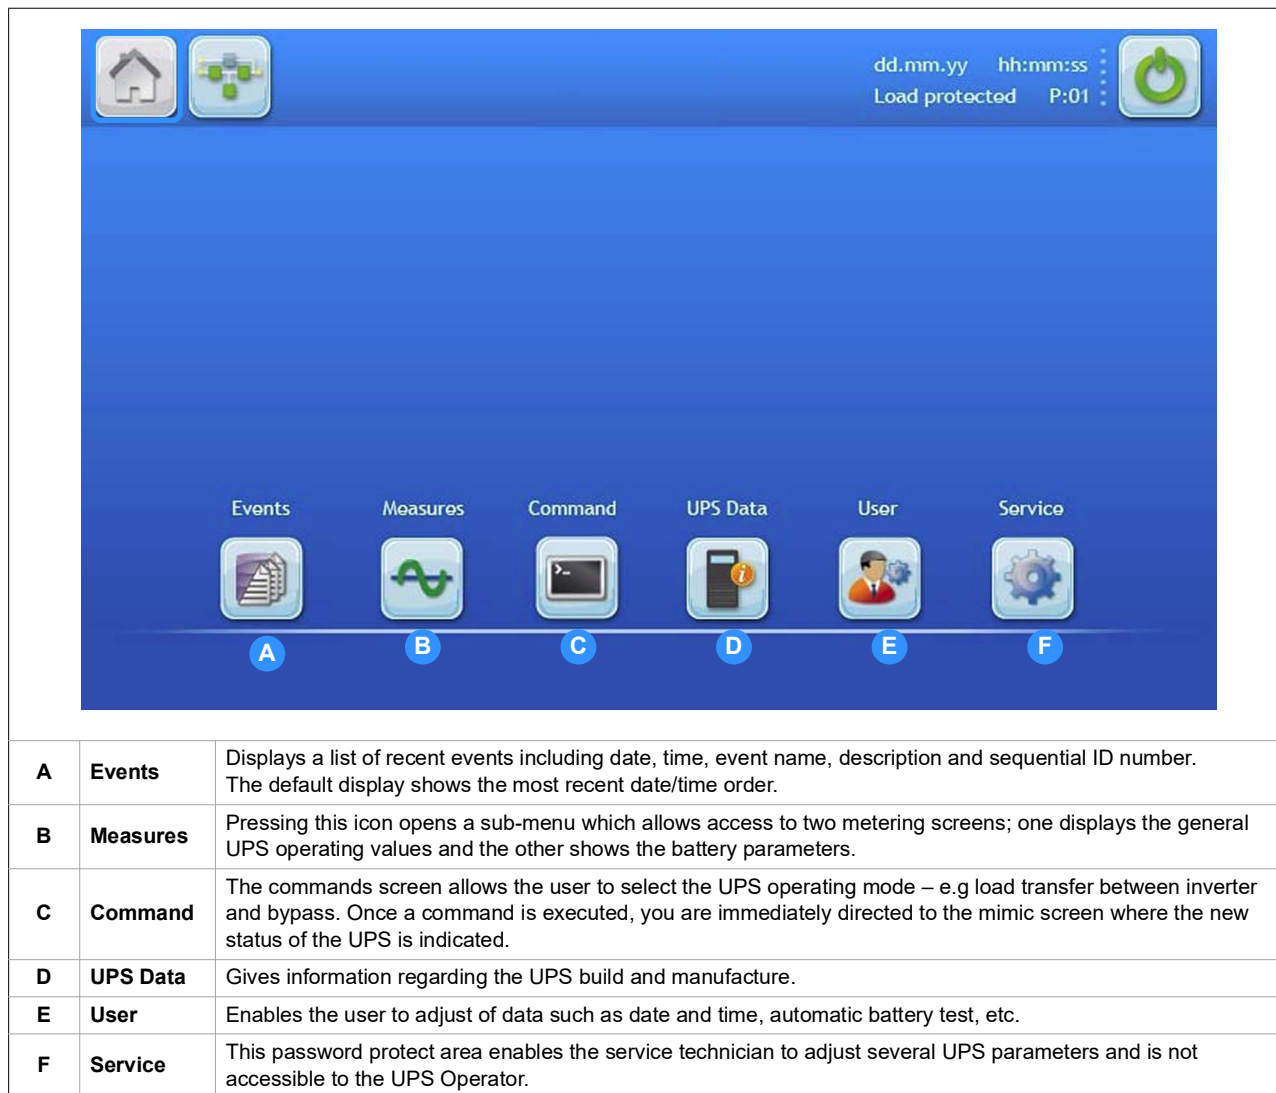 dd.mm.yy hh:mm:ss
Load protected P:01
Events Measures Command UPS Data User Service
>_
i
A B C D E F
A Events Displays a list of recent events including date, time, event name, description and sequential ID number.
The default display shows the most recent date/time order.
B Measures Pressing this icon opens a sub-menu which allows access to two metering screens; one displays the general
UPS operating values and the other shows the battery parameters.
C Command The commands screen allows the user to select the UPS operating mode – e.g load transfer between inverter
and bypass. Once a command is executed, you are immediately directed to the mimic screen where the new
status of the UPS is indicated.
D UPS Data Gives information regarding the UPS build and manufacture.
E User Enables the user to adjust of data such as date and time, automatic battery test, etc.
F Service This password protect area enables the service technician to adjust several UPS parameters and is not
accessible to the UPS Operator.